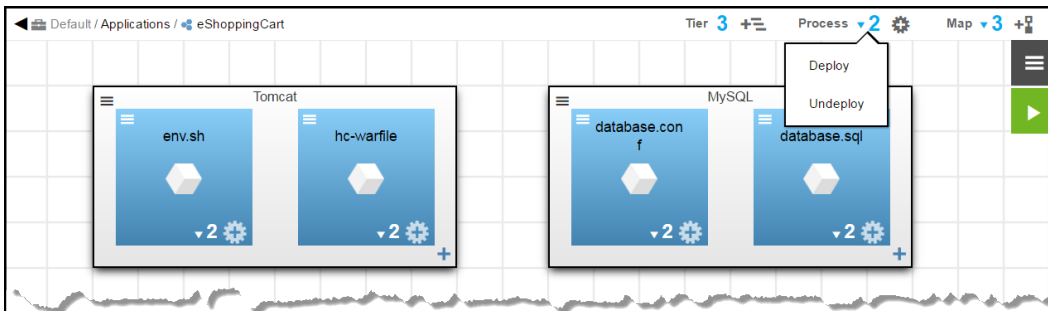 Default / Applications / eShoppingCart
Tier 3 Process 2 Map 3
Deploy
Undeploy
Tomcat
env.sh
hc-warfile
2
2
MySQL
database.con
f
database.sql
2
2